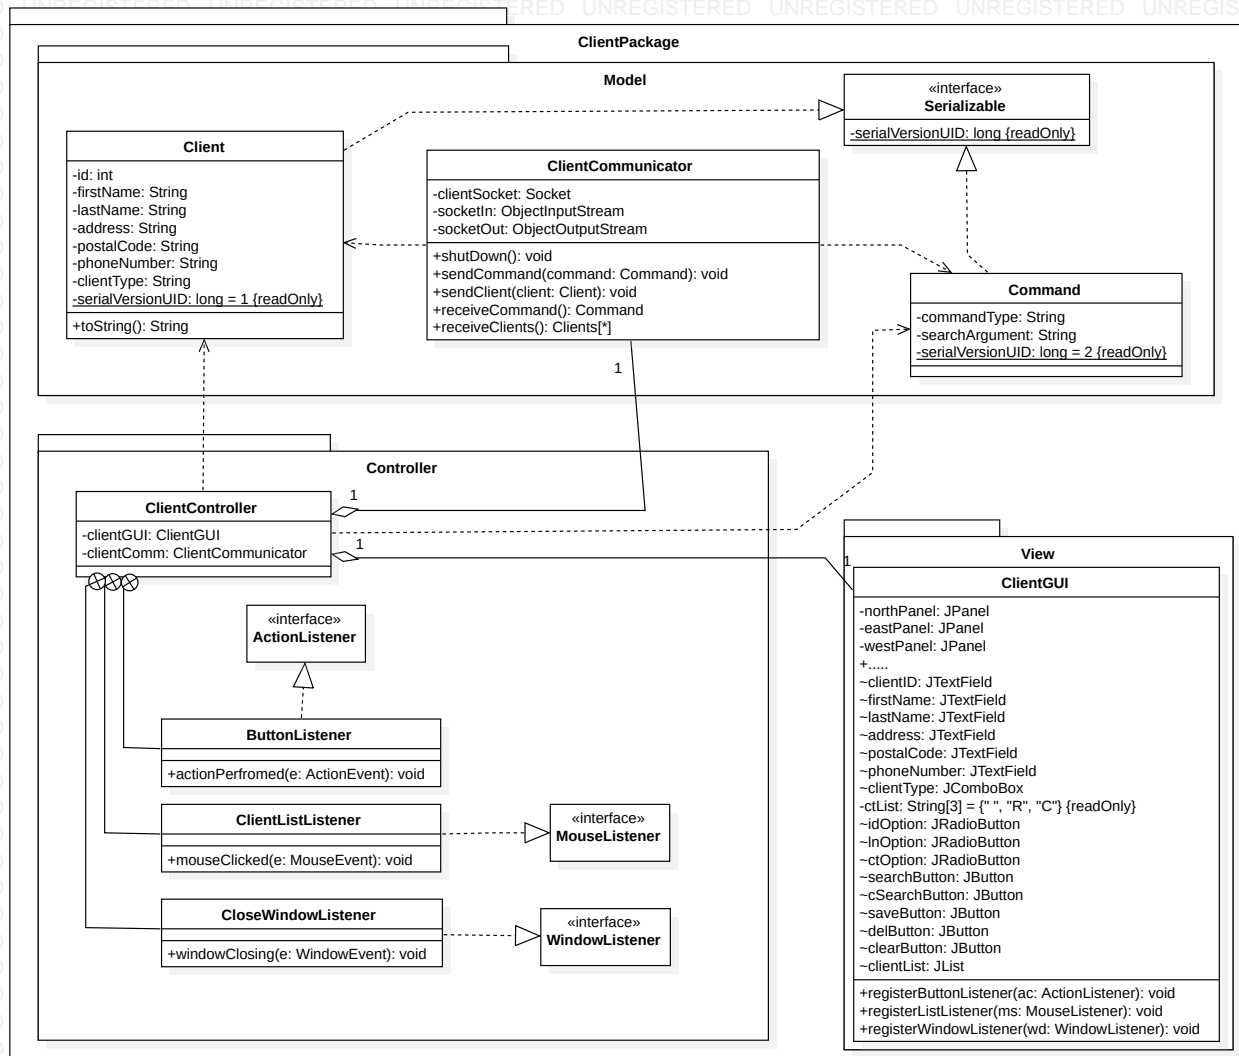 UNREGISTERED UNREGISTERED UNREGISTERED UNREGISTERED UNREGISTERED UNREGISTERED
ClientPackage
Model
«interface»
Serializable
-serialVersionUID: long {readOnly}
Client
-id: int
-firstName: String
-lastName: String
-address: String
-postalCode: String
-phoneNumber: String
-clientType: String
-serialVersionUID: long = 1 {readOnly}
+toString(): String
ClientCommunicator
-clientSocket: Socket
-socketIn: ObjectInputStream
-socketOut: ObjectOutputStream
+shutDown(): void
+sendCommand(command: Command): void
+sendClient(client: Client): void
+receiveCommand(): Command
+receiveClients(): Clients[*]
Command
-commandType: String
-searchArgument: String
-serialVersionUID: long = 2 {readOnly}
1
Controller
ClientController
-clientGUI: ClientGUI
-clientComm: ClientCommunicator
1
1
«interface»
ActionListener
ButtonListener
+actionPerfromed(e: ActionEvent): void
ClientListListener
+mouseClicked(e: MouseEvent): void
«interface»
MouseListener
CloseWindowListener
+windowClosing(e: WindowEvent): void
«interface»
WindowListener
View
1
ClientGUI
-northPanel: JPanel
-eastPanel: JPanel
-westPanel: JPanel
+.....
~clientID: JTextField
~firstName: JTextField
~lastName: JTextField
~address: JTextField
~postalCode: JTextField
~phoneNumber: JTextField
~clientType: JComboBox
-ctList: String[3] = {" ", "R", "C"} {readOnly}
~idOption: JRadioButton
~lnOption: JRadioButton
~ctOption: JRadioButton
~searchButton: JButton
~cSearchButton: JButton
~saveButton: JButton
~delButton: JButton
~clearButton: JButton
~clientList: JList
+registerButtonListener(ac: ActionListener): void
+registerListListener(ms: MouseListener): void
+registerWindowListener(wd: WindowListener): void